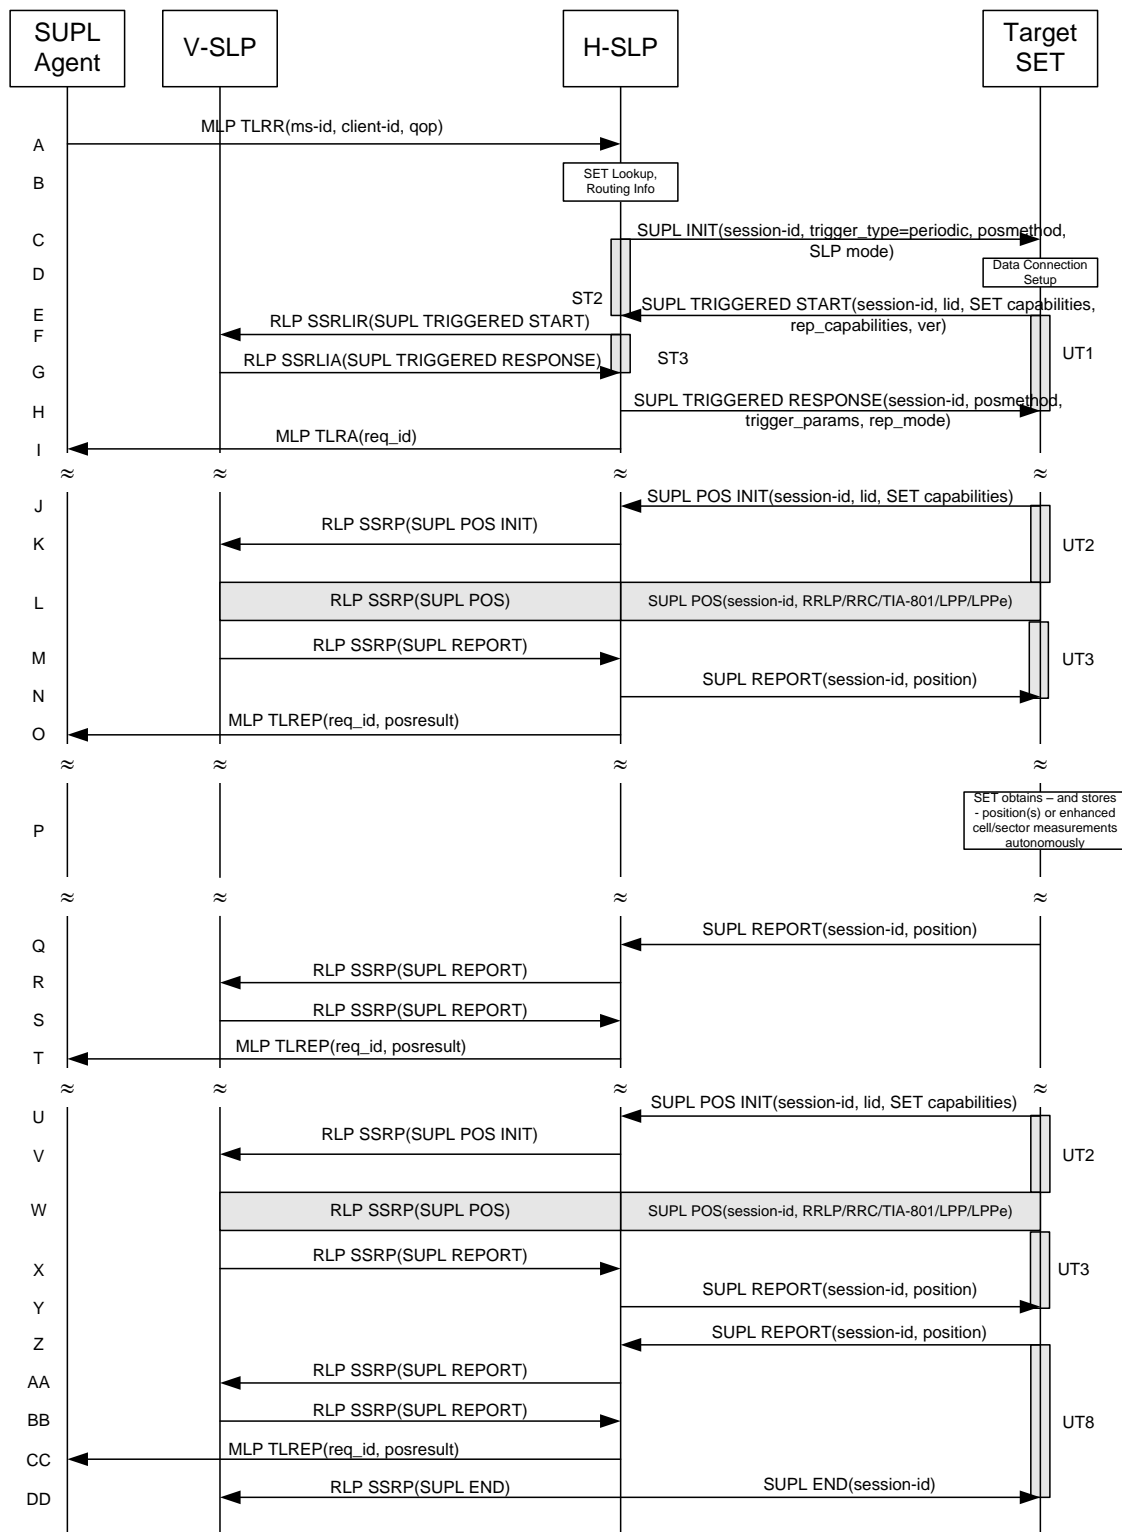 SUPL
Agent
V-SLP
H-SLP
Target
SET
MLP TLRR(ms-id, client-id, qop)
A
B
SET Lookup,
Routing Info
C
SUPL INIT(session-id, trigger_type=periodic, posmethod,
SLP mode)
D
Data Connection
Setup
ST2
E
SUPL TRIGGERED START(session-id, lid, SET capabilities,
rep_capabilities, ver)
F
RLP SSRLIR(SUPL TRIGGERED START)
UT1
G
RLP SSRLIA(SUPL TRIGGERED RESPONSE)
ST3
H
SUPL TRIGGERED RESPONSE(session-id, posmethod,
trigger_params, rep_mode)
I
MLP TLRA(req_id)
≈ ≈ ≈ ≈
J
SUPL POS INIT(session-id, lid, SET capabilities)
K
RLP SSRP(SUPL POS INIT)
UT2
L
RLP SSRP(SUPL POS)
SUPL POS(session-id, RRLP/RRC/TIA-801/LPP/LPPe)
M
RLP SSRP(SUPL REPORT)
UT3
N
SUPL REPORT(session-id, position)
O
MLP TLREP(req_id, posresult)
≈ ≈ ≈ ≈
P
SET obtains – and stores
- position(s) or enhanced
cell/sector measurements
autonomously
≈ ≈ ≈ ≈
Q
SUPL REPORT(session-id, position)
R
RLP SSRP(SUPL REPORT)
S
RLP SSRP(SUPL REPORT)
T
MLP TLREP(req_id, posresult)
≈ ≈ ≈ ≈
U
SUPL POS INIT(session-id, lid, SET capabilities)
V
RLP SSRP(SUPL POS INIT)
UT2
W
RLP SSRP(SUPL POS)
SUPL POS(session-id, RRLP/RRC/TIA-801/LPP/LPPe)
X
RLP SSRP(SUPL REPORT)
UT3
Y
SUPL REPORT(session-id, position)
Z
SUPL REPORT(session-id, position)
AA
RLP SSRP(SUPL REPORT)
BB
RLP SSRP(SUPL REPORT)
UT8
CC
MLP TLREP(req_id, posresult)
DD
RLP SSRP(SUPL END)
SUPL END(session-id)